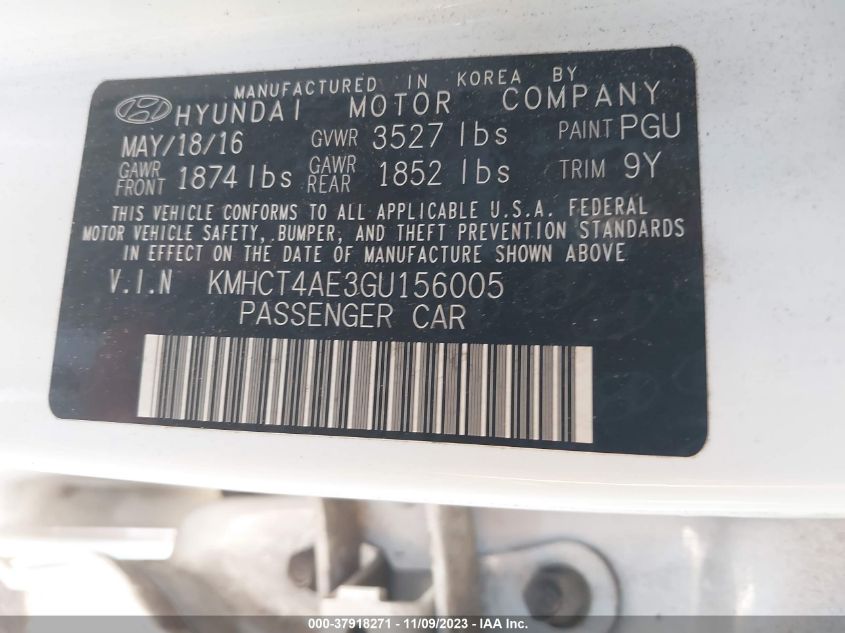 MANUFACTURED IN KOREA BY
HYUNDAI MOTOR COMPANY
MAY/18/16 GVWR 3527 lbs PAINT PGU
GAWR FRONT 1874 lbs GAWR REAR 1852 lbs TRIM 9Y
THIS VEHICLE CONFORMS TO ALL APPLICABLE U.S.A. FEDERAL
MOTOR VEHICLE SAFETY, BUMPER, AND THEFT PREVENTION STANDARDS
IN EFFECT ON THE DATE OF MANUFACTURE SHOWN ABOVE
V.I.N KMHCT4AE3GU156005
PASSENGER CAR
000-37918271 - 11/09/2023 - IAA Inc.